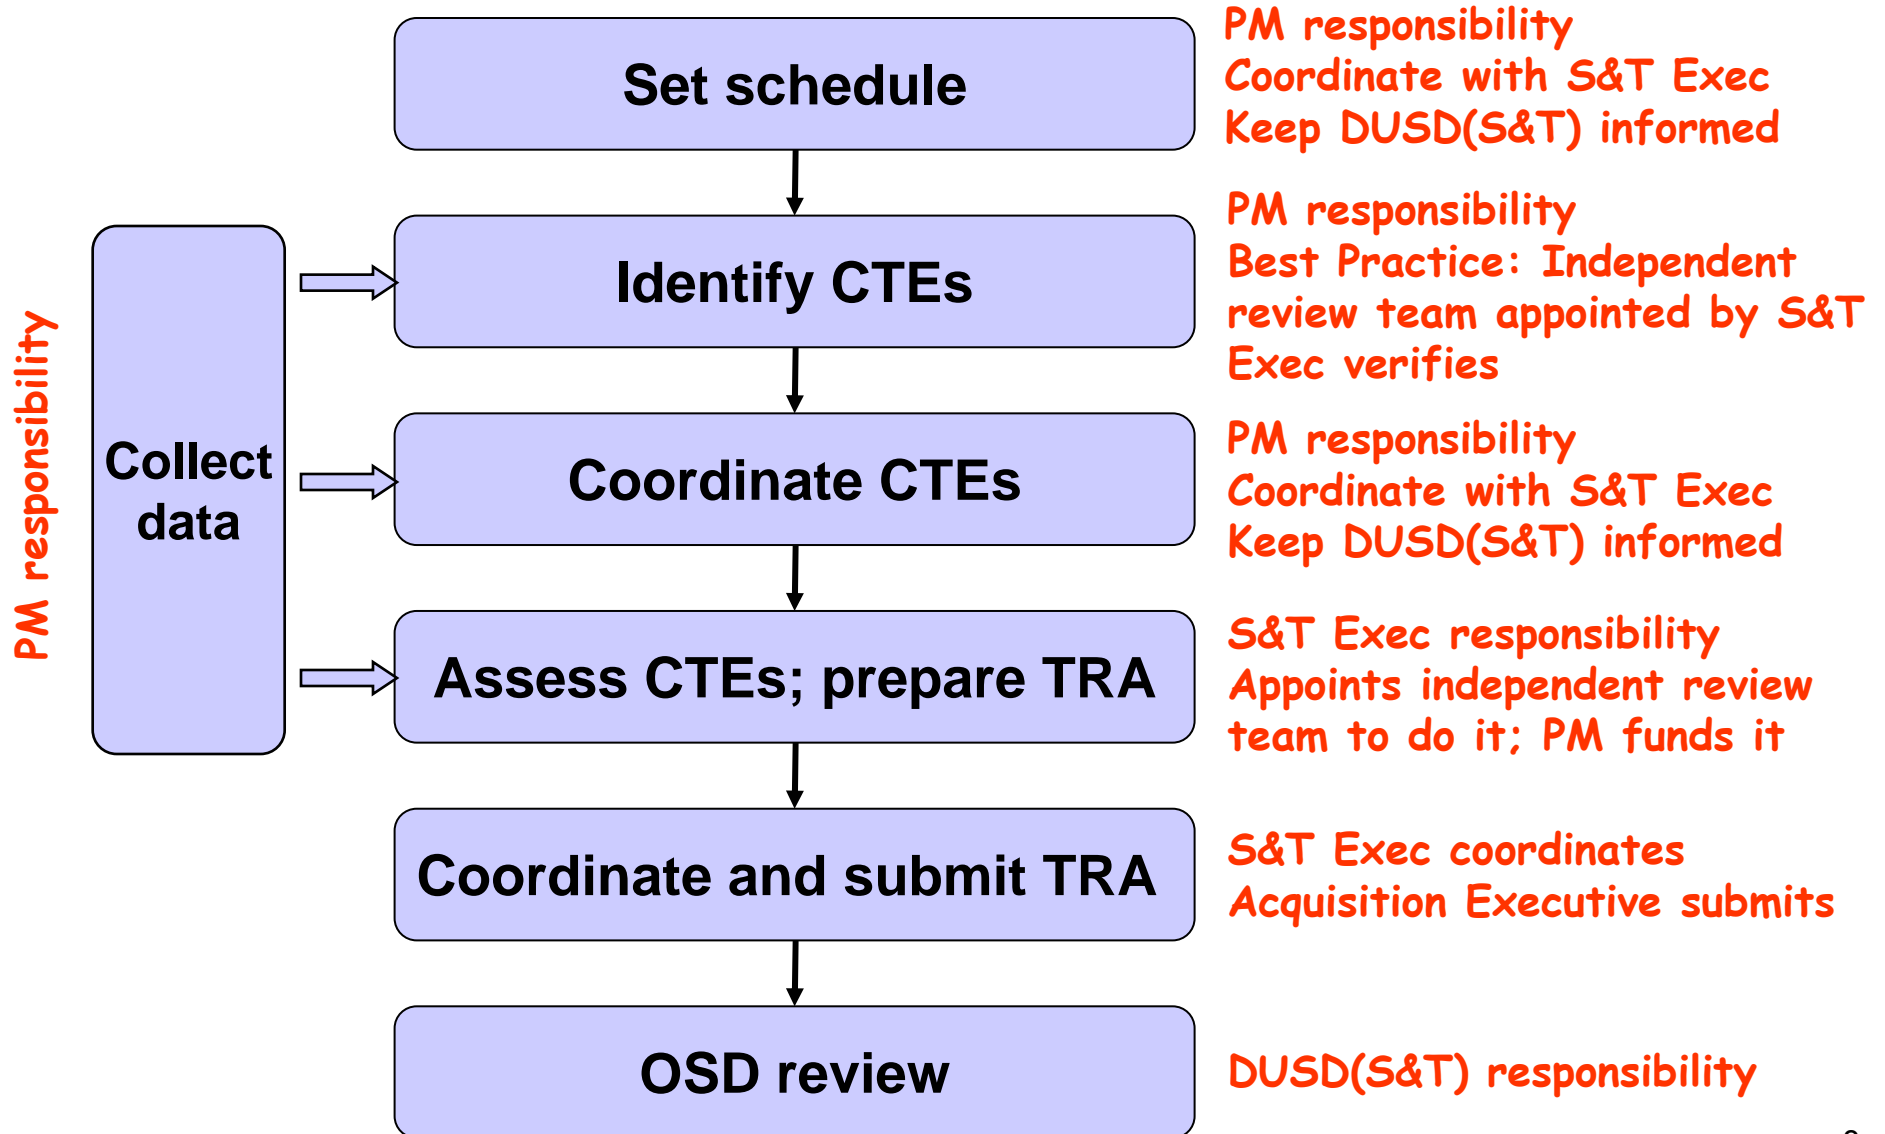 Set schedule
PM responsibility
Coordinate with S&T Exec
Keep DUSD(S&T) informed
PM responsibility
Collect
data
Identify CTEs
PM responsibility
Best Practice: Independent
review team appointed by S&T
Exec verifies
Coordinate CTEs
PM responsibility
Coordinate with S&T Exec
Keep DUSD(S&T) informed
Assess CTEs; prepare TRA
S&T Exec responsibility
Appoints independent review
team to do it; PM funds it
Coordinate and submit TRA
S&T Exec coordinates
Acquisition Executive submits
OSD review
DUSD(S&T) responsibility